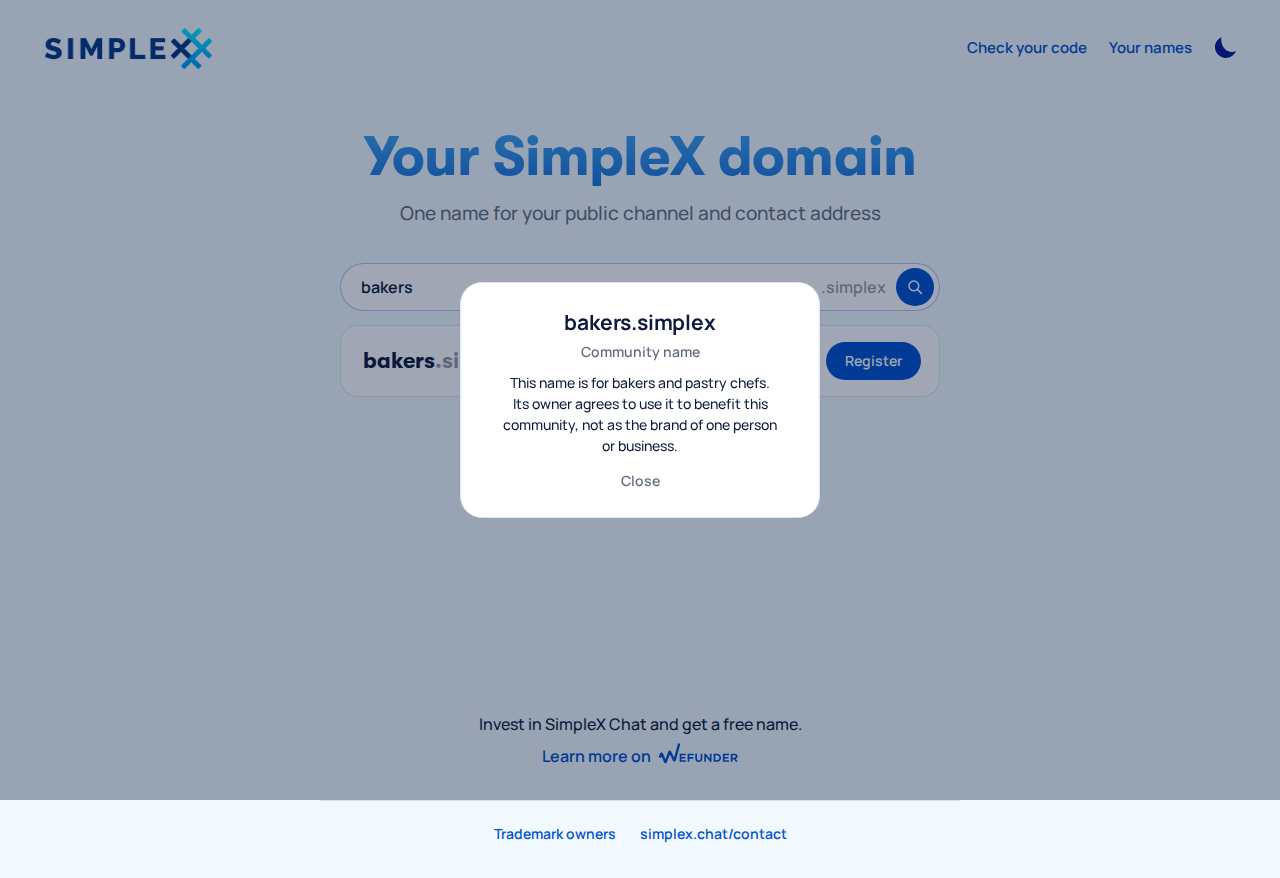 SIMPLEX
Check your code
Your names
Your SimpleX domain
One name for your public channel and contact address
bakers
.simplex
bakers.si
Register
bakers.simplex
Community name
This name is for bakers and pastry chefs.
Its owner agrees to use it to benefit this
community, not as the brand of one person
or business.
Close
Invest in SimpleX Chat and get a free name.
Learn more on WEFUNDER
Trademark owners
simplex.chat/contact